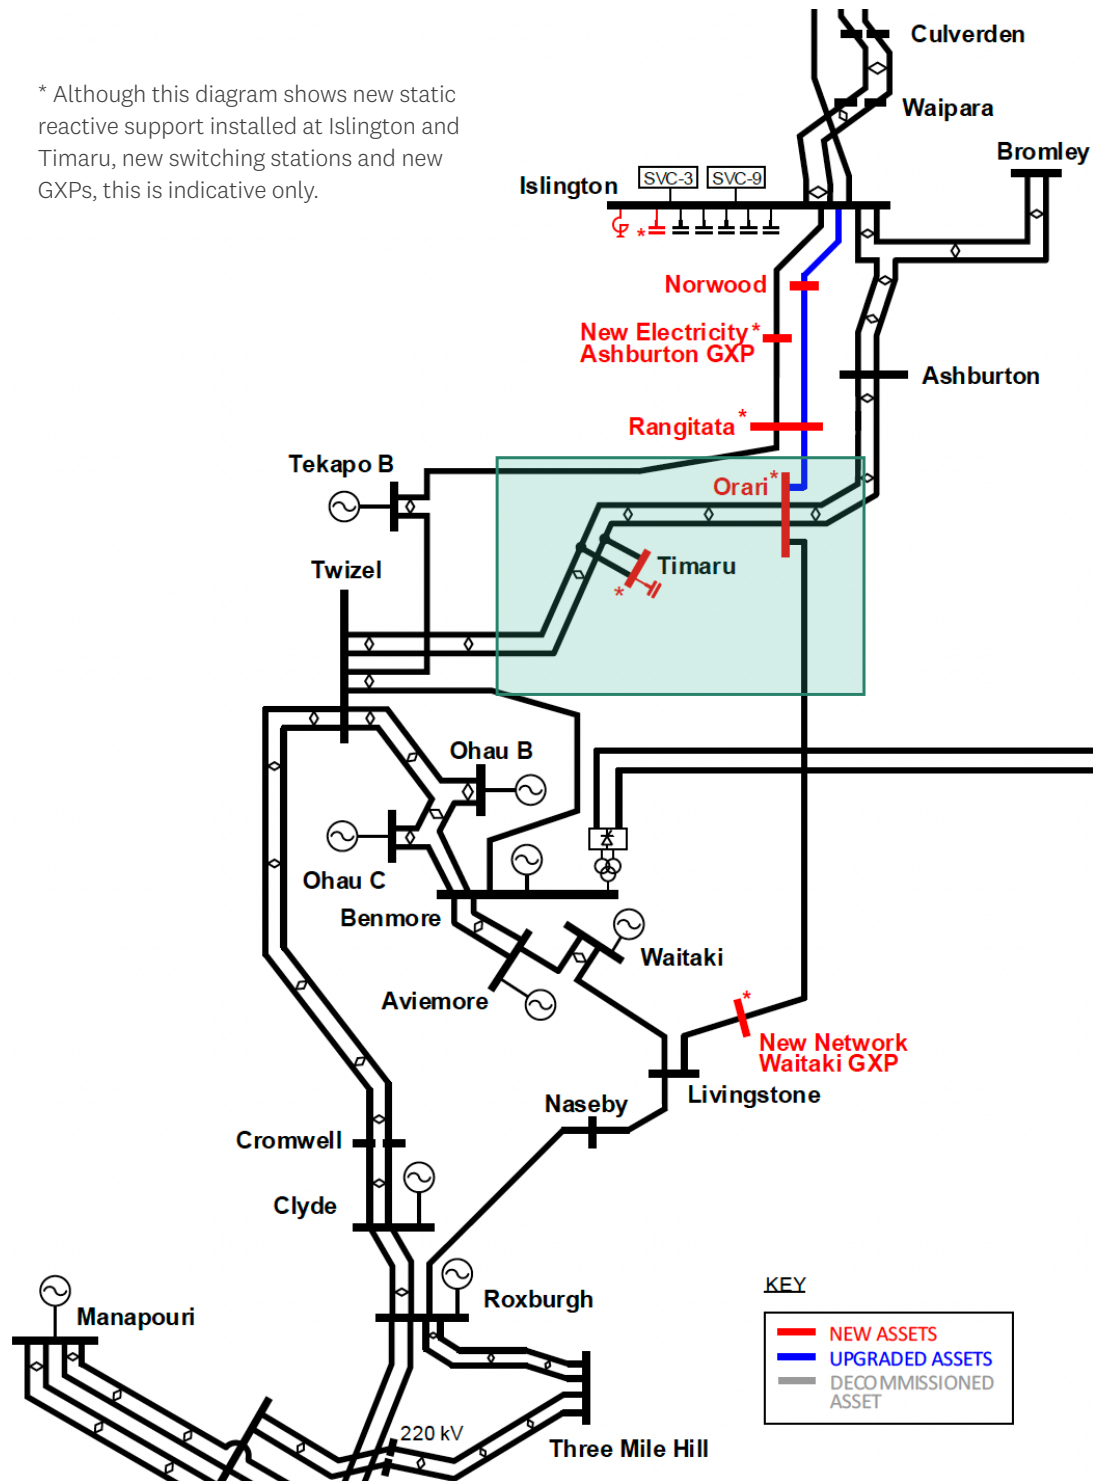 * Although this diagram shows new static
reactive support installed at Islington and
Timaru, new switching stations and new
GXPs, this is indicative only.
Culverden
Waipara
Bromley
Islington
SVC-3
SVC-9
*
Norwood
New Electricity*
Ashburton GXP
Ashburton
Rangitata*
Tekapo B
Orari*
Timaru
*
Twizel
Ohau B
Ohau C
Benmore
Waitaki
Aviemore
*
New Network
Waitaki GXP
Livingstone
Naseby
Cromwell
Clyde
Roxburgh
Manapouri
220 kV
Three Mile Hill
KEY
NEW ASSETS
UPGRADED ASSETS
DECOMMISSIONED
ASSET